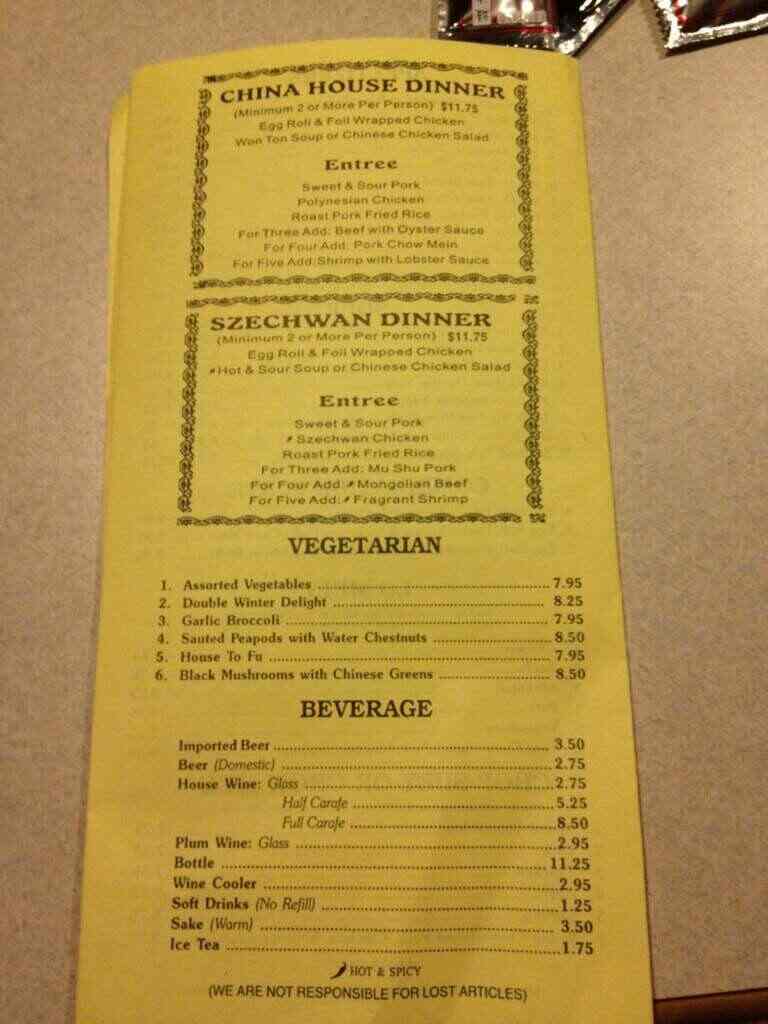 CHINA HOUSE DINNER
(Minimum 2 or More Per Person) $11.75
Egg Roll & Foil Wrapped Chicken
Won Ton Soup or Chinese Chicken Salad
Entree
Sweet & Sour Pork
Polynesian Chicken
Roast Pork Fried Rice
For Three Add: Beef with Oyster Sauce
For Four Add: Pork Chow Mein
For Five Add: Shrimp with Lobster Sauce
SZECHWAN DINNER
(Minimum 2 or More Per Person) $11.75
Egg Roll & Foil Wrapped Chicken
Hot & Sour Soup or Chinese Chicken Salad
Entree
Sweet & Sour Pork
Szechwan Chicken
Roast Pork Fried Rice
For Three Add: Mu Shu Pork
For Four Add: Mongolian Beef
For Five Add: Fragrant Shrimp
VEGETARIAN
1. Assorted Vegetables 7.95
2. Double Winter Delight 8.25
3. Garlic Broccoli 7.95
4. Sauted Peapods with Water Chestnuts 8.50
5. House To Fu 7.95
6. Black Mushrooms with Chinese Greens 8.50
BEVERAGE
Imported Beer 3.50
Beer (Domestic) 2.75
House Wine: Glass 2.75
Half Carafe 5.25
Full Carafe 8.50
Plum Wine: Glass 2.95
Bottle 11.25
Wine Cooler 2.95
Soft Drinks (No Refill) 1.25
Sake (Warm) 3.50
Ice Tea 1.75
HOT & SPICY
(WE ARE NOT RESPONSIBLE FOR LOST ARTICLES)